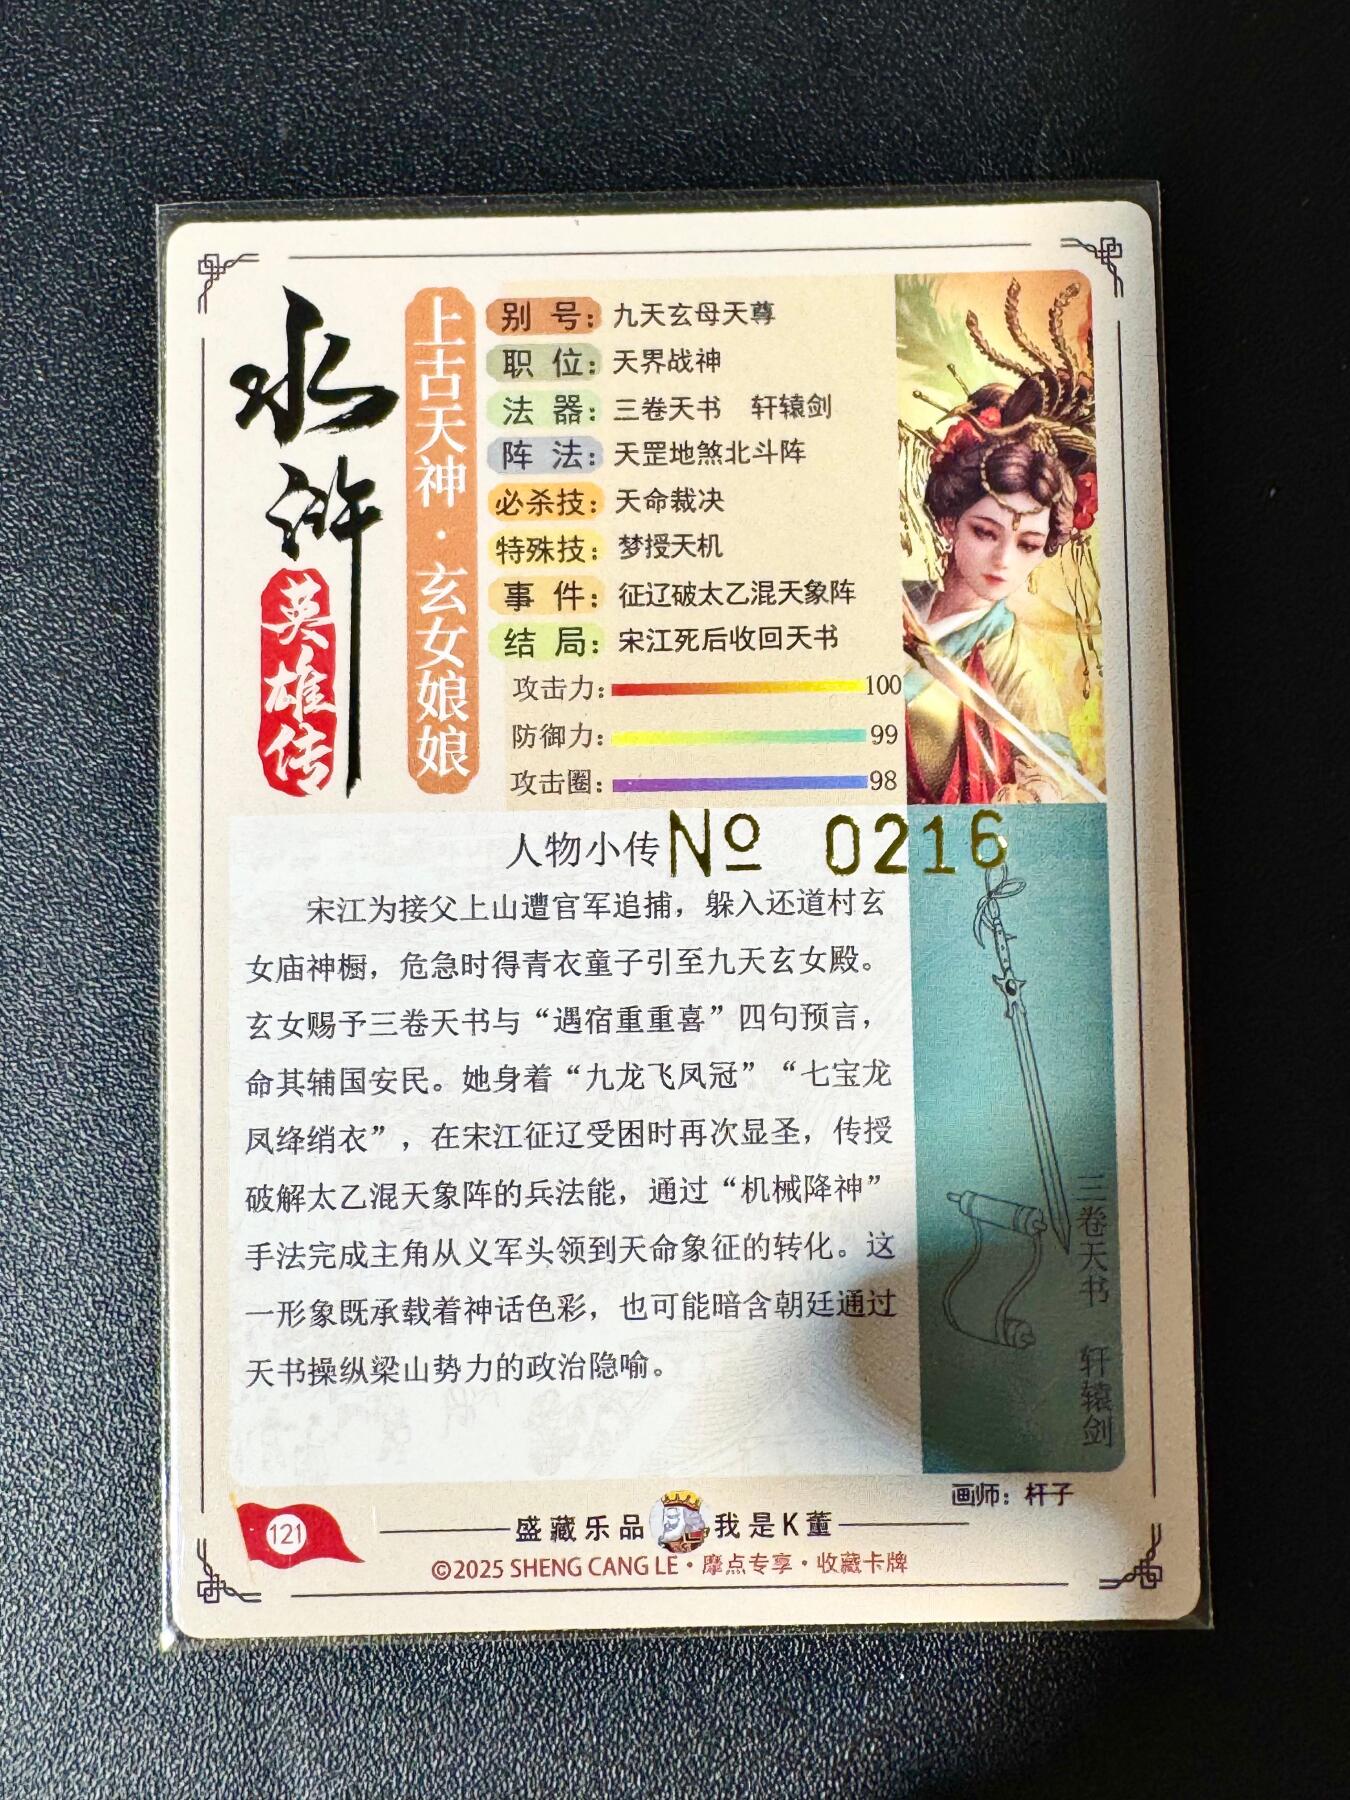 水浒
英雄传
上古天神·玄女娘娘
别号：九天玄母天尊
职位：天界战神
法器：三卷天书 轩辕剑
阵法：天罡地煞北斗阵
必杀技：天命裁决
特殊技：梦授天机
事件：征辽破太乙混天象阵
结局：宋江死后收回天书
攻击力：100
防御力：99
攻击圈：98
人物小传
№ 0216
宋江为接父上山遭官军追捕，躲入还道村玄
女庙神橱，危急时得青衣童子引至九天玄女殿。
玄女赐予三卷天书与“遇宿重重喜”四句预言，
命其辅国安民。她身着“九龙飞凤冠”“七宝龙
凤绛绡衣”，在宋江征辽受困时再次显圣，传授
破解太乙混天象阵的兵法能，通过“机械降神”
手法完成主角从义军头领到天命象征的转化。这
一形象既承载着神话色彩，也可能暗含朝廷通过
天书操纵梁山势力的政治隐喻。
三卷天书 轩辕剑
画师：杆子
121
盛藏乐品 我是K董
©2025 SHENG CANG LE·摩点专享·收藏卡牌